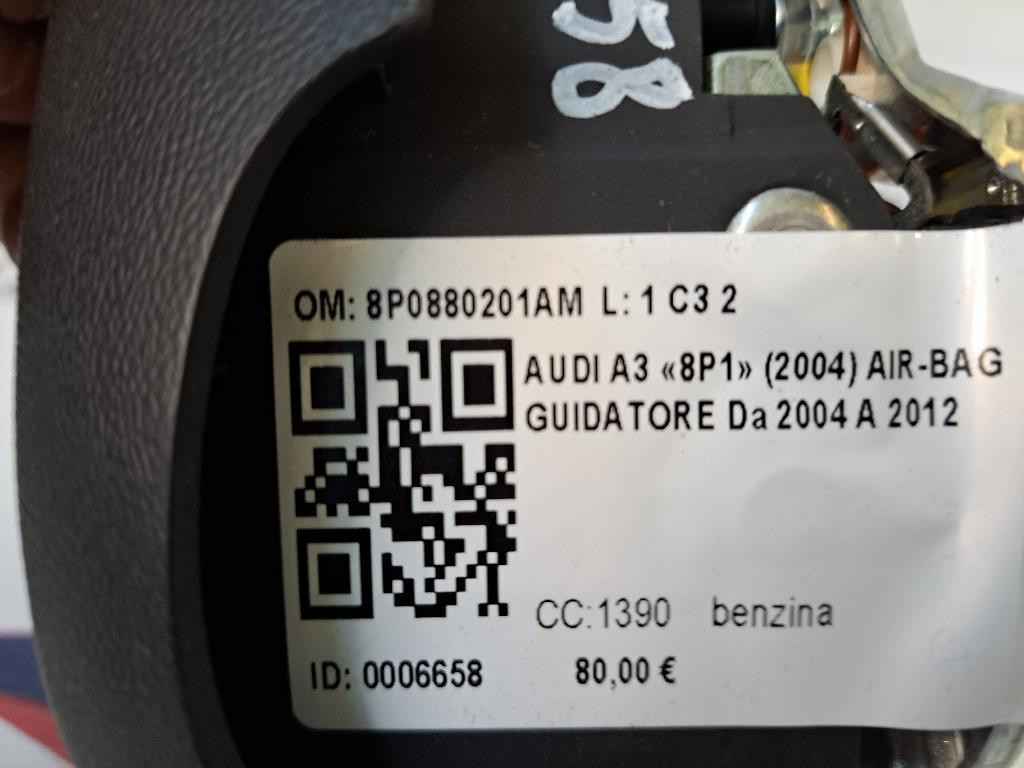 58
OM: 8P0880201AM L: 1 C3 2
AUDI A3 «8P1» (2004) AIR-BAG
GUIDATORE Da 2004 A 2012
CC:1390 benzina
ID: 0006658 80,00 €